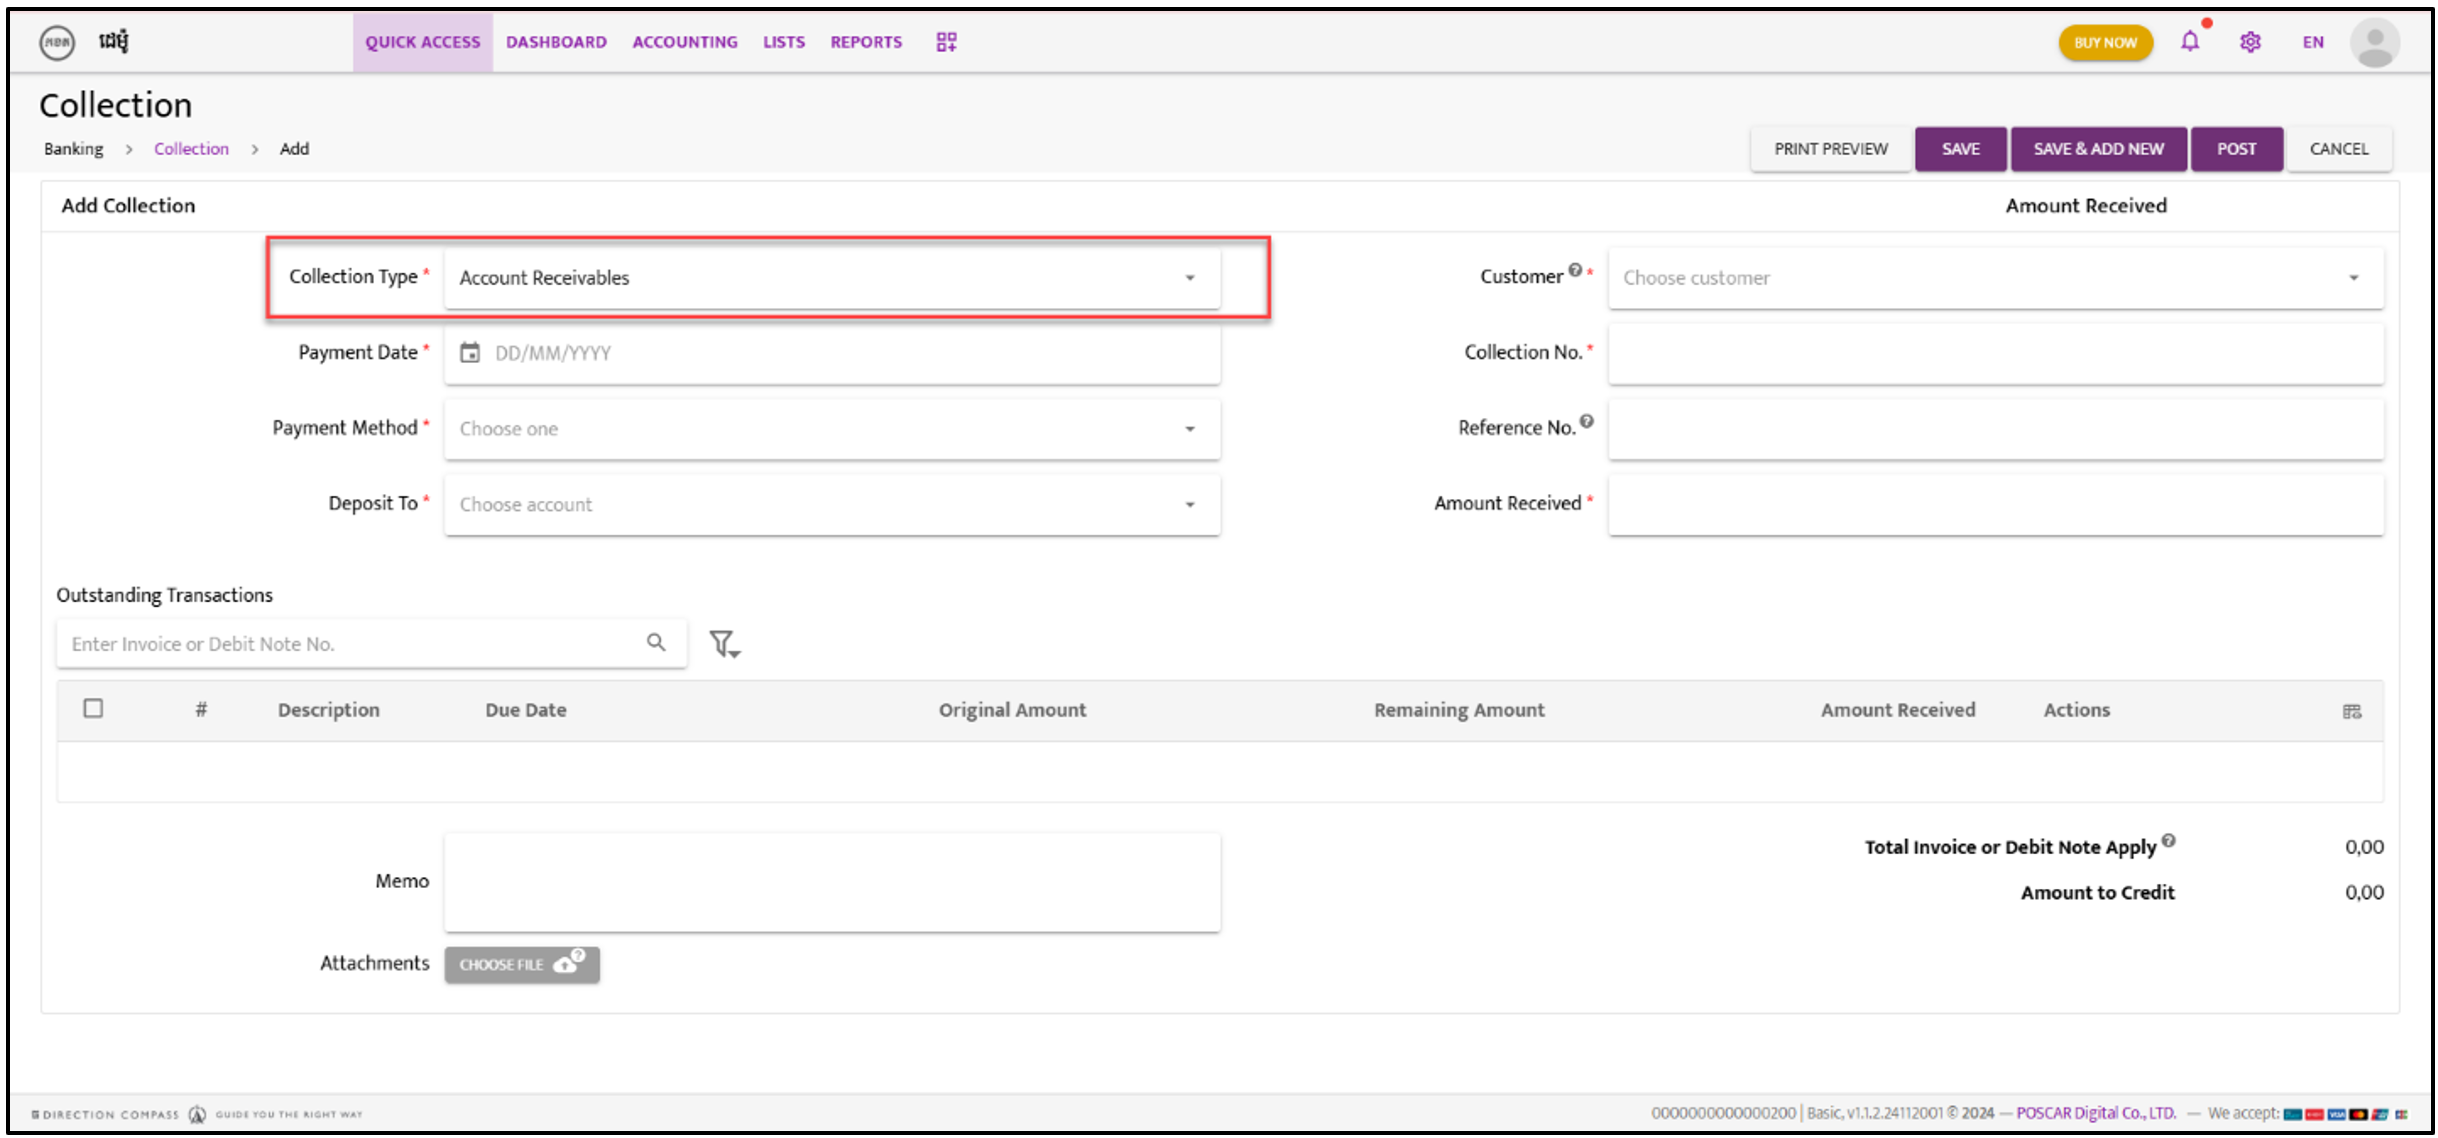 ដេម៉ូ QUICK ACCESS DASHBOARD ACCOUNTING LISTS REPORTS BUY NOW EN
Collection
Banking > Collection > Add PRINT PREVIEW SAVE SAVE & ADD NEW POST CANCEL
Add Collection Amount Received
Collection Type * Account Receivables Customer ? * Choose customer
Payment Date * DD/MM/YYYY Collection No. *
Payment Method * Choose one Reference No. ?
Deposit To * Choose account Amount Received *
Outstanding Transactions
Enter Invoice or Debit Note No.
# Description Due Date Original Amount Remaining Amount Amount Received Actions
Total Invoice or Debit Note Apply ? 0,00
Memo
Amount to Credit 0,00
Attachments CHOOSE FILE ?
DIRECTION COMPASS GUIDE YOU THE RIGHT WAY 0000000000000200 | Basic, v1.1.2.24112001 © 2024 — POSCAR Digital Co., LTD. — We accept: